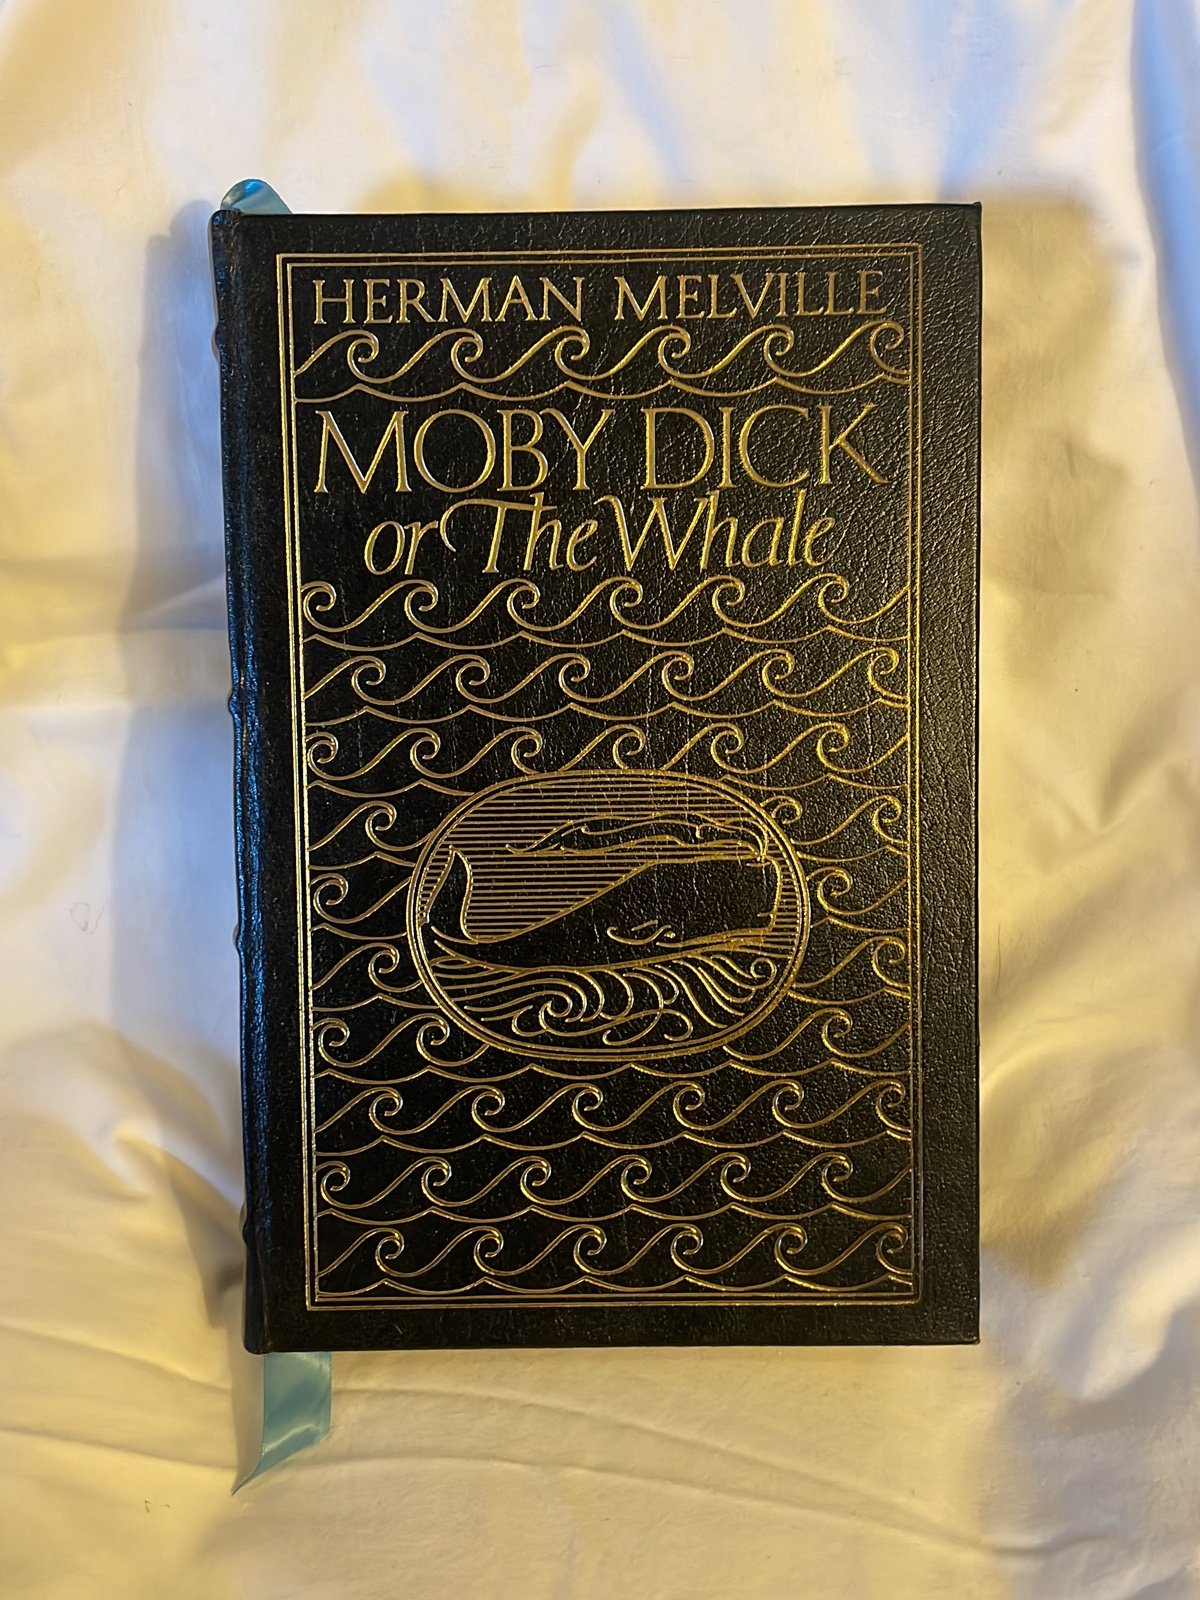 HERMAN MELVILLE
MOBY DICK
or The Whale